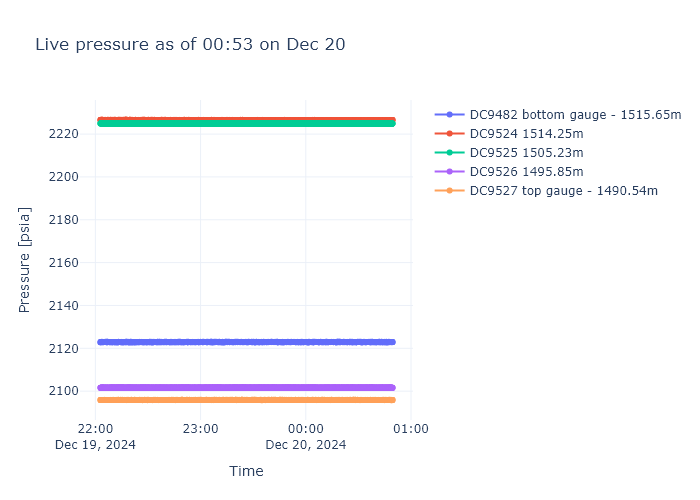 Live pressure as of 00:53 on Dec 20
DC9482 bottom gauge - 1515.65m
DC9524 1514.25m
DC9525 1505.23m
DC9526 1495.85m
DC9527 top gauge - 1490.54m
Pressure [psia]
2220
2200
2180
2160
2140
2120
2100
22:00
Dec 19, 2024
23:00
00:00
Dec 20, 2024
01:00
Time